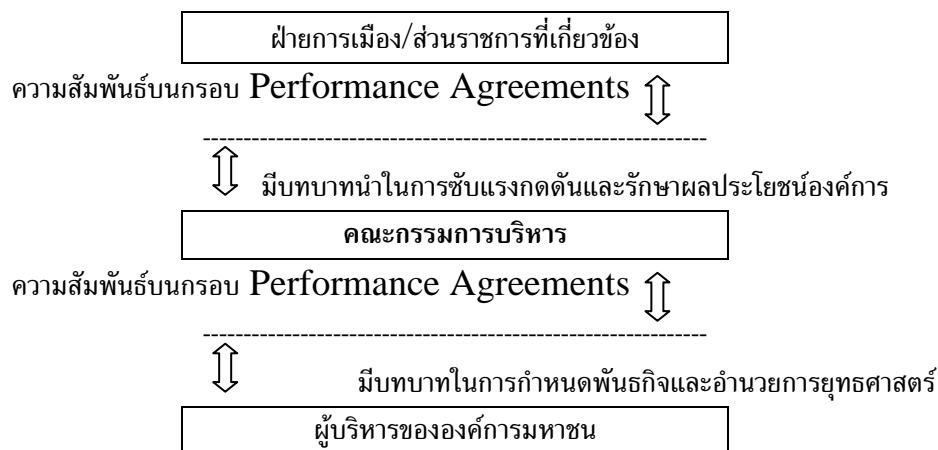 ฝ่ายการเมือง/ส่วนราชการที่เกี่ยวข้อง
ความสัมพันธ์บนกรอบ Performance Agreements
---------------------------------------------------------------
มีบทบาทนำในการซับแรงกดดันและรักษาผลประโยชน์องค์การ
คณะกรรมการบริหาร
ความสัมพันธ์บนกรอบ Performance Agreements
---------------------------------------------------------------
มีบทบาทในการกำหนดพันธกิจและอำนวยการยุทธศาสตร์
ผู้บริหารขององค์การมหาชน